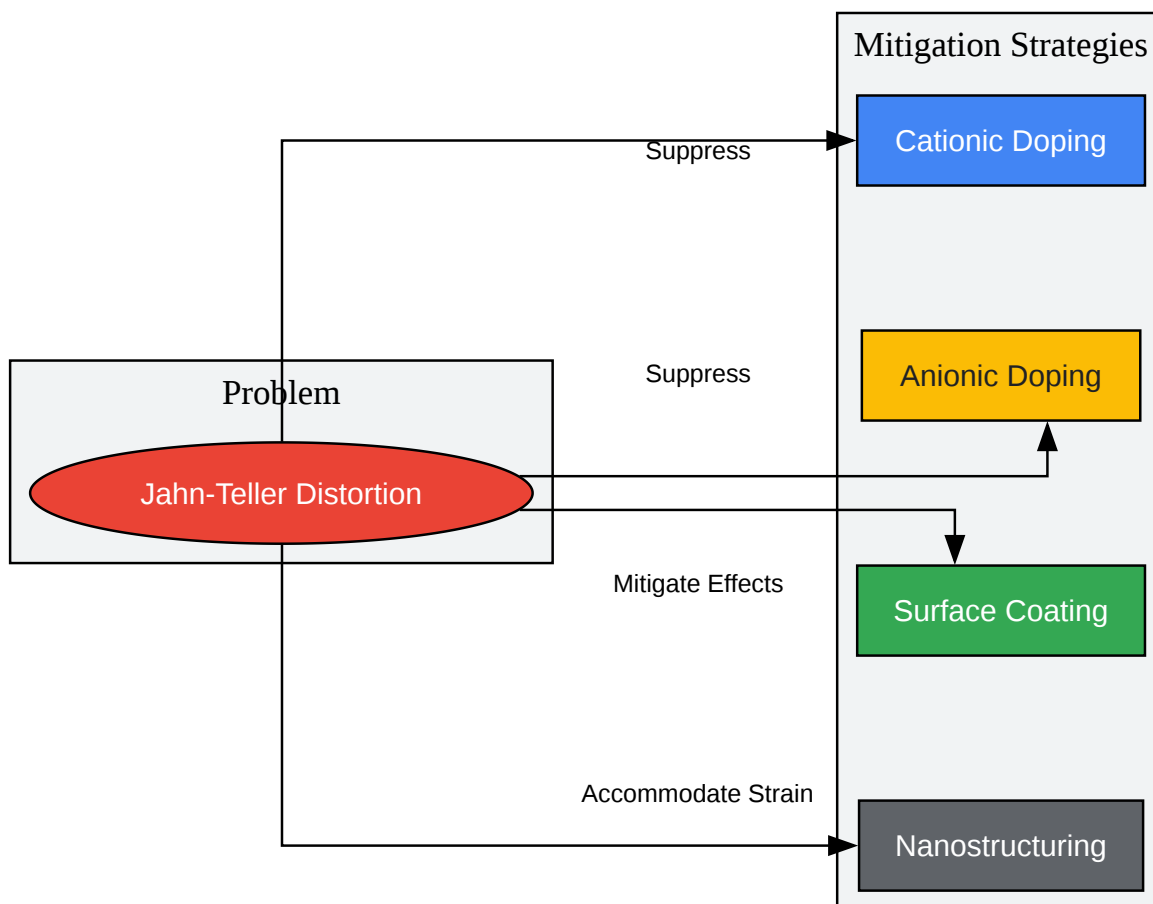 Mitigation Strategies
Suppress
Cationic Doping
Suppress
Anionic Doping
Problem
Jahn-Teller Distortion
Mitigate Effects
Surface Coating
Accommodate Strain
Nanostructuring